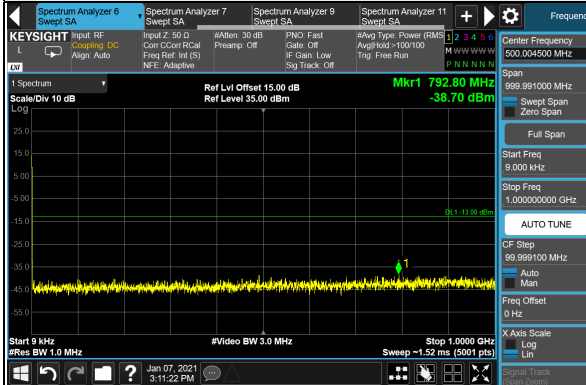 Spectrum Analyzer 6
Swept SA
Spectrum Analyzer 7
Swept SA
Spectrum Analyzer 9
Swept SA
Spectrum Analyzer 11
Swept SA
+
Frequenc
KEYSIGHT
L
LXI
Input: RF
Coupling: DC
Align: Auto
Input Z: 50 Ω
Corr CCorr RCal
Freq Ref: Int (S)
NFE: Adaptive
#Atten: 30 dB
Preamp: Off
PNO: Fast
Gate: Off
IF Gain: Low
Sig Track: Off
#Avg Type: Power (RMS
Avg|Hold:>100/100
Trig: Free Run
1 2 3 4 5 6
M W W W W W
P N N N N N
Center Frequency
500.004500 MHz
Span
999.991000 MHz
Swept Span
Zero Span
Full Span
Start Freq
9.000 kHz
Stop Freq
1.000000000 GHz
AUTO TUNE
CF Step
99.999100 MHz
Auto
Man
Freq Offset
0 Hz
X Axis Scale
Log
Lin
Signal Track
(Span Zoom)
1 Spectrum
Scale/Div 10 dB
Log
Ref Lvl Offset 15.00 dB
Ref Level 35.00 dBm
Mkr1 792.80 MHz
-38.70 dBm
25.0
15.0
5.00
-5.00
-15.0
-25.0
-35.0
-45.0
-55.0
DL1 -13.00 dBm
1
Start 9 kHz
#Res BW 1.0 MHz
#Video BW 3.0 MHz
Stop 1.0000 GHz
Sweep ~1.52 ms (5001 pts)
?
Jan 07, 2021
3:11:22 PM